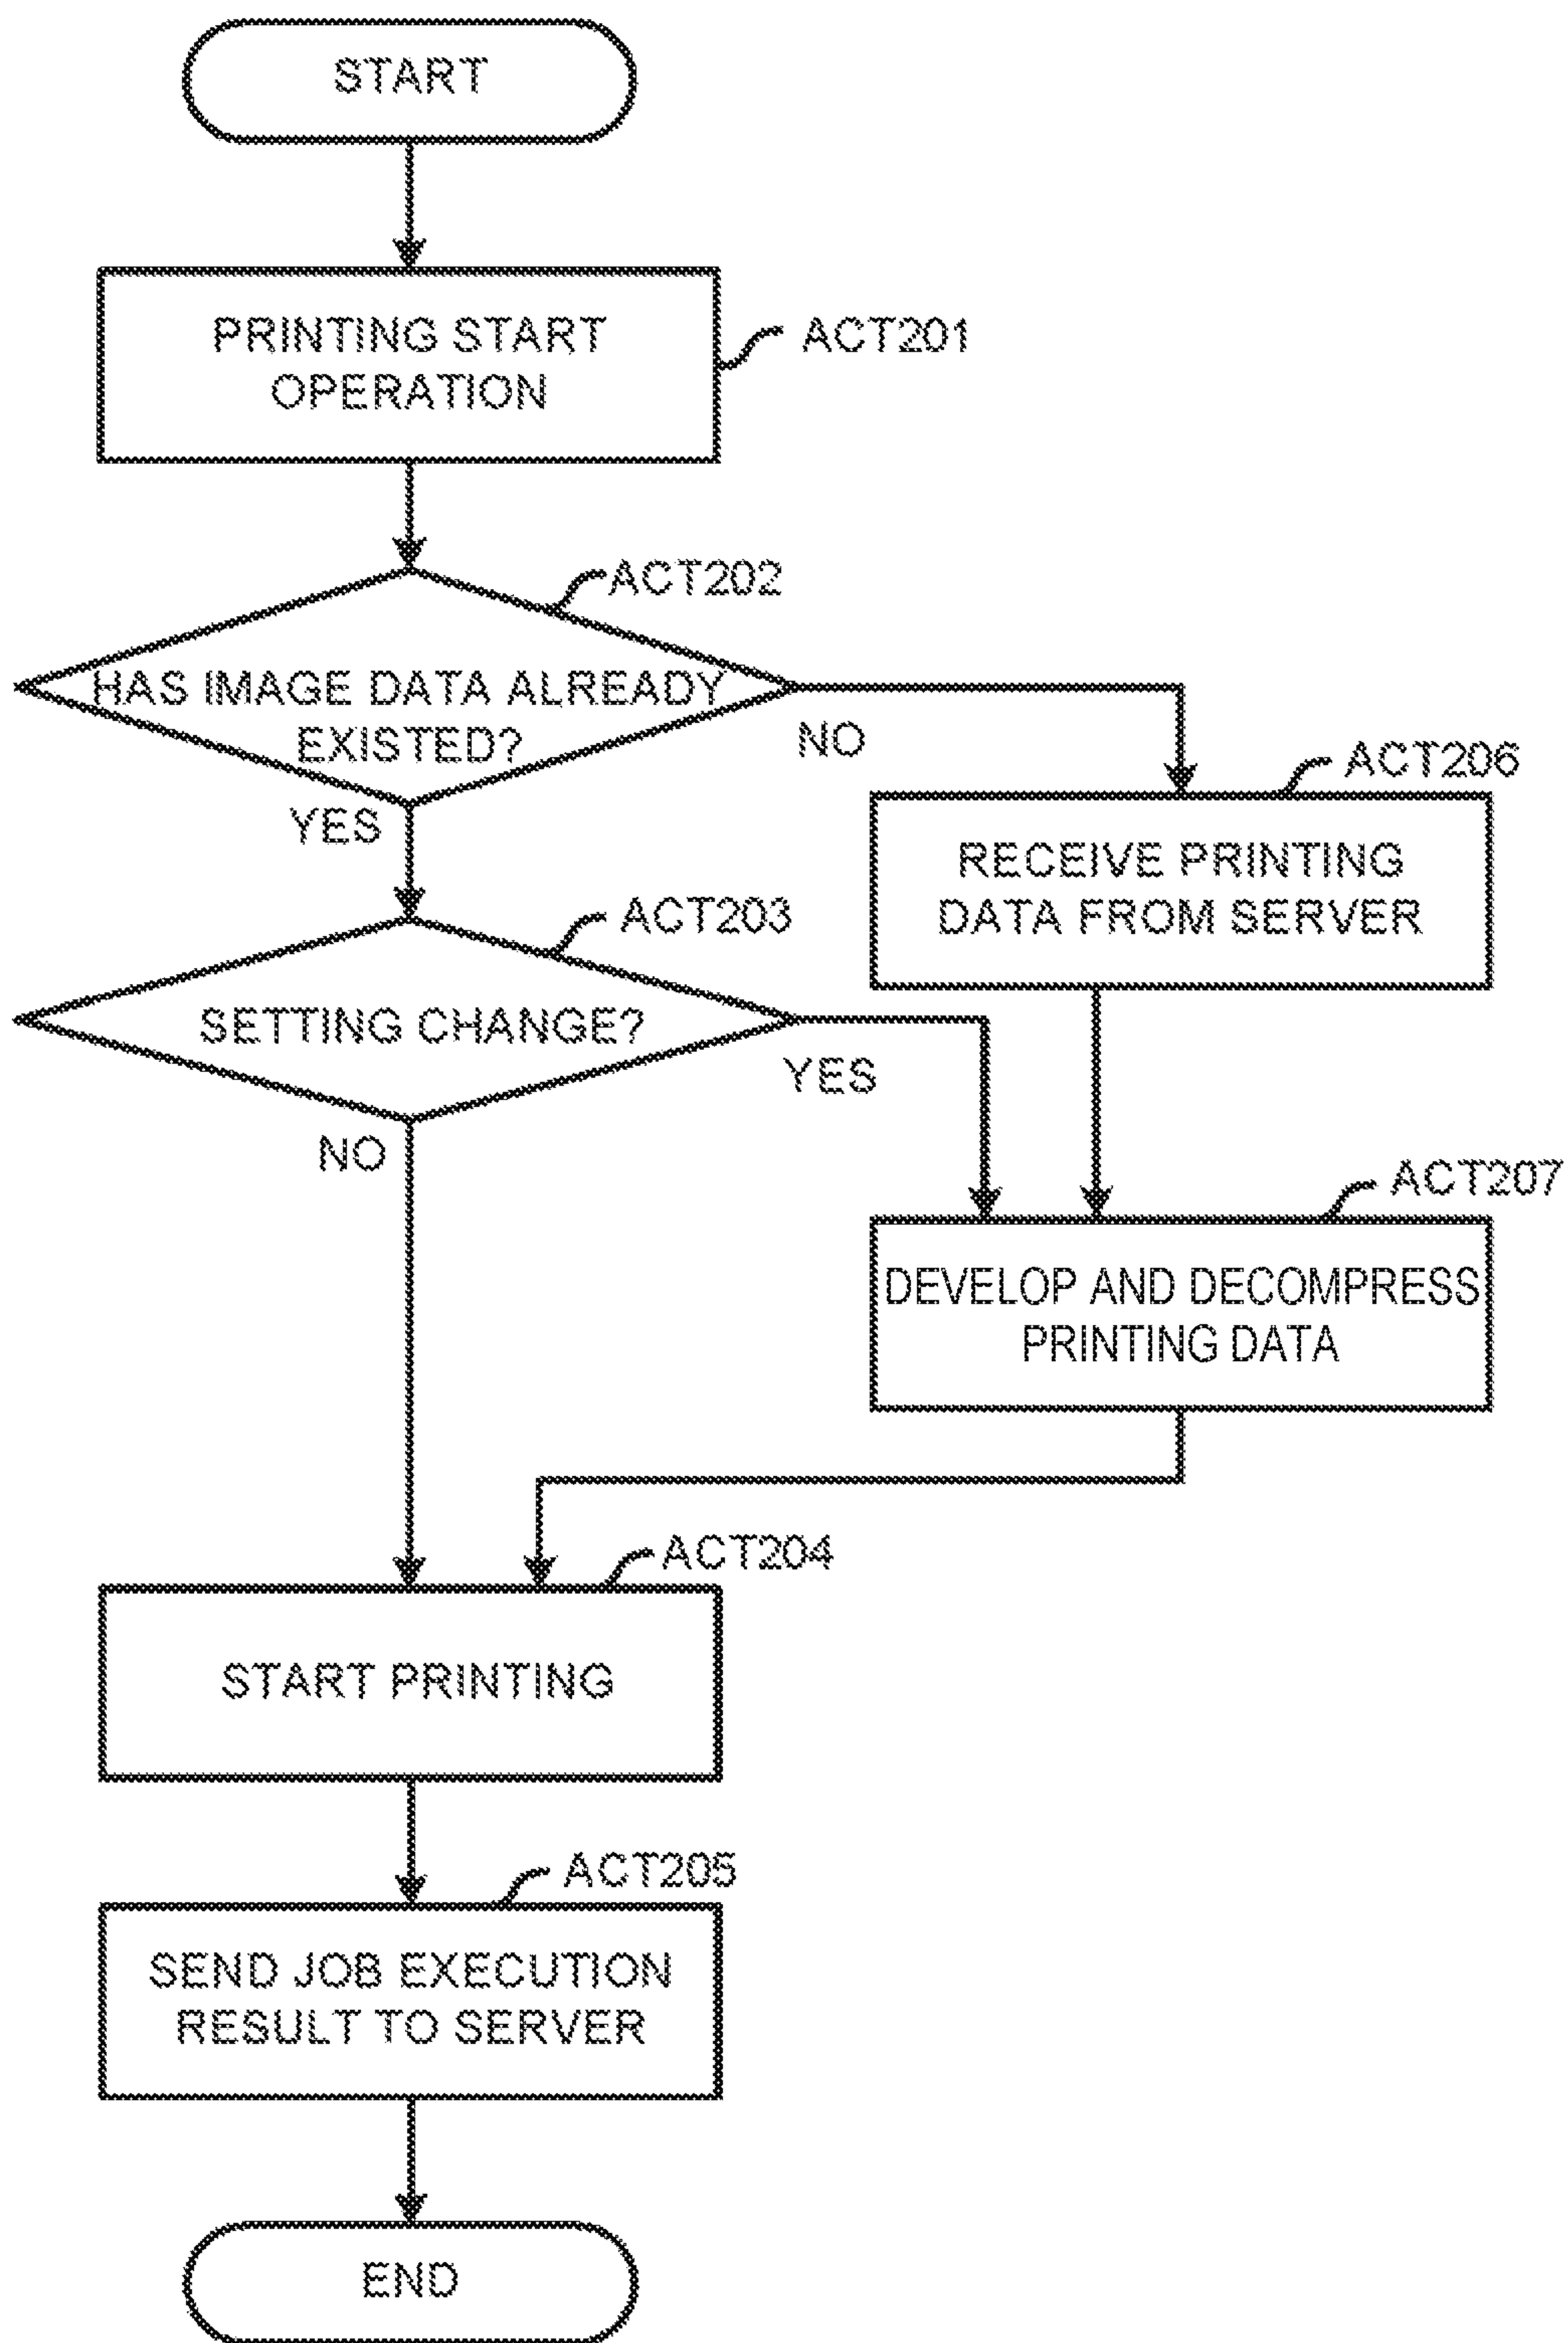 START
PRINTING START
OPERATION
ACT201
ACT202
HAS IMAGE DATA ALREADY
EXISTED?
NO
YES
ACT206
RECEIVE PRINTING
DATA FROM SERVER
ACT203
SETTING CHANGE?
YES
NO
ACT207
DEVELOP AND DECOMPRESS
PRINTING DATA
ACT204
START PRINTING
ACT205
SEND JOB EXECUTION
RESULT TO SERVER
END